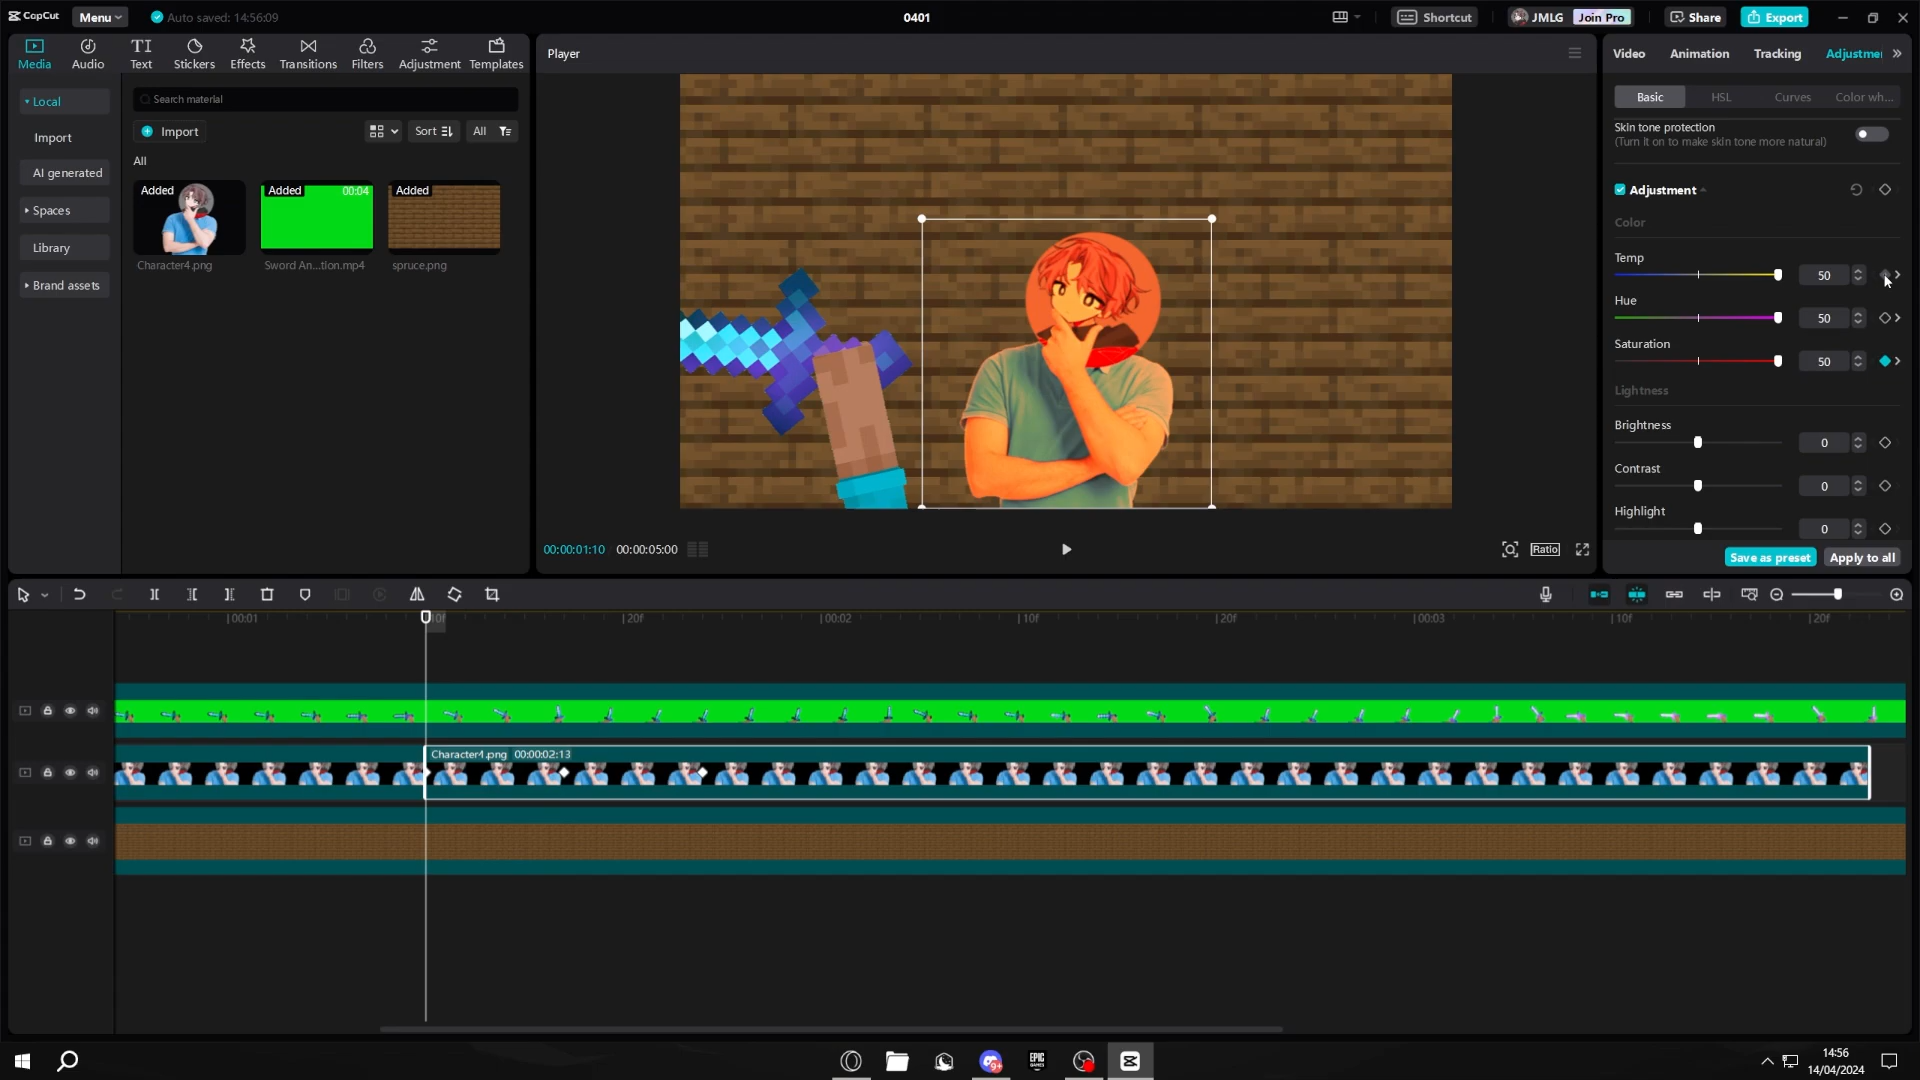 CapCut Menu Auto saved: 14:56:09 0401 Shortcut JMLG Join Pro Share Export
Media Audio Text Stickers Effects Transitions Filters Adjustment Templates
Local
Import
AI generated
Spaces
Library
Brand assets
Search material
Import Sort All
All
Added Added 00:04 Added
Character4.png Sword An...tion.mp4 spruce.png
Player
00:00:01:10 00:00:05:00
Ratio
Video Animation Tracking Adjustme
Basic HSL Curves Color wh...
Skin tone protection
(Turn it on to make skin tone more natural)
Adjustment
Color
Temp
50
Hue
50
Saturation
50
Lightness
Brightness
0
Contrast
0
Highlight
0
Save as preset Apply to all
00:01 10f 20f 00:02 10f 20f 00:03 10f 20f
Character4.png 00:00:02:13
9+
EPIC
GAMES
14:56
14/04/2024